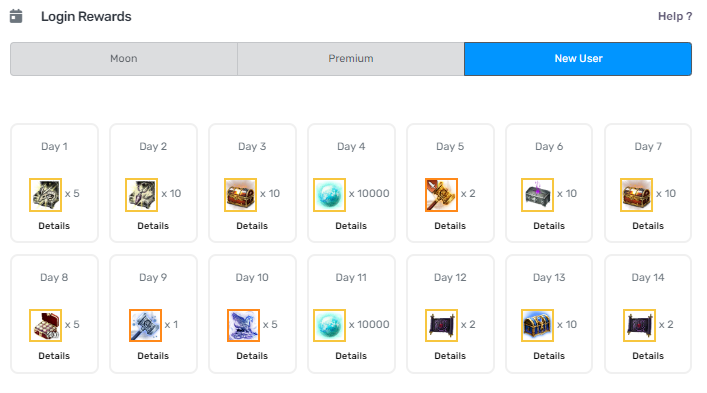 Login Rewards
Help ?
Moon
Premium
New User
Day 1
Day 2
Day 3
Day 4
Day 5
Day 6
Day 7
x 5
x 10
x 10
x 10000
x 2
x 10
x 10
Details
Details
Details
Details
Details
Details
Details
Day 8
Day 9
Day 10
Day 11
Day 12
Day 13
Day 14
x 5
x 1
x 5
x 10000
x 2
x 10
x 2
Details
Details
Details
Details
Details
Details
Details